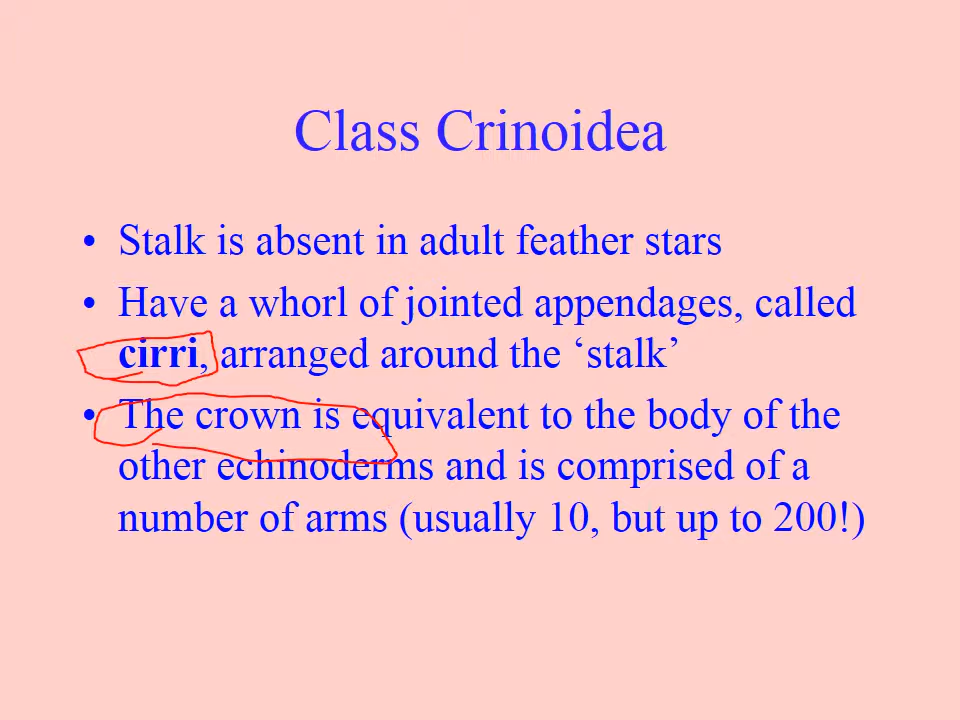 Class Crinoidea
• Stalk is absent in adult feather stars
• Have a whorl of jointed appendages, called
cirri, arranged around the ‘stalk’
• The crown is equivalent to the body of the
other echinoderms and is comprised of a
number of arms (usually 10, but up to 200!)